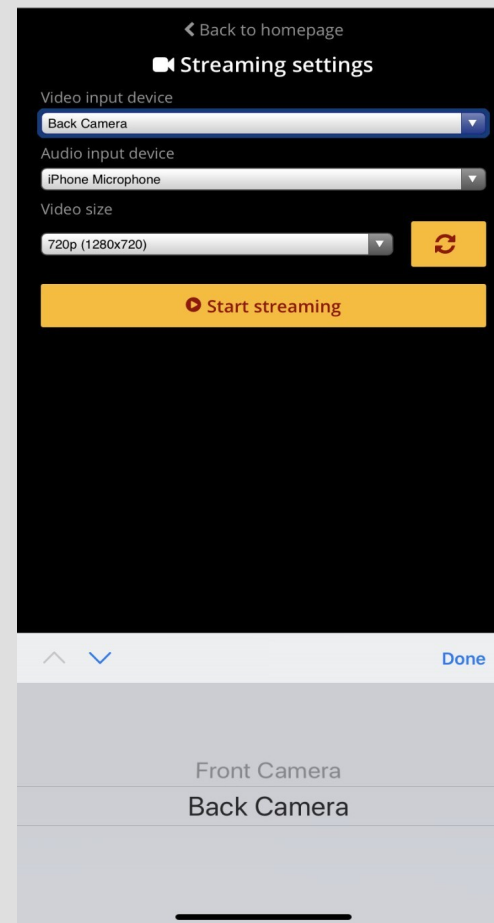 Back to homepage
Streaming settings
Video input device
Back Camera
Audio input device
iPhone Microphone
Video size
720p (1280x720)
Start streaming
Done
Front Camera
Back Camera